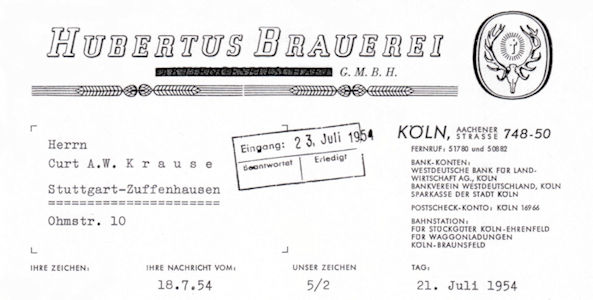 HUBERTUS BRAUEREI
G.M.B.H.
Herrn
Curt A.W. Krause
Stuttgart-Zuffenhausen
Ohmstr. 10
Eingang: 23. Juli 1954
Beantwortet Erledigt
KÖLN, AACHENER STRASSE 748-50
FERNRUF: 51780 und 50882
BANK-KONTEN:
WESTDEUTSCHE BANK FÜR LAND-
WIRTSCHAFT AG., KÖLN
BANKVEREIN WESTDEUTSCHLAND, KÖLN
SPARKASSE DER STADT KÖLN
POSTSCHECK-KONTO: KÖLN 16966
BAHNSTATION:
FÜR STÜCKGÜTER KÖLN-EHRENFELD
FÜR WAGGONLADUNGEN
KÖLN-BRAUNSFELD
IHRE ZEICHEN: IHRE NACHRICHT VOM: UNSER ZEICHEN TAG:
18.7.54 5/2 21. Juli 1954